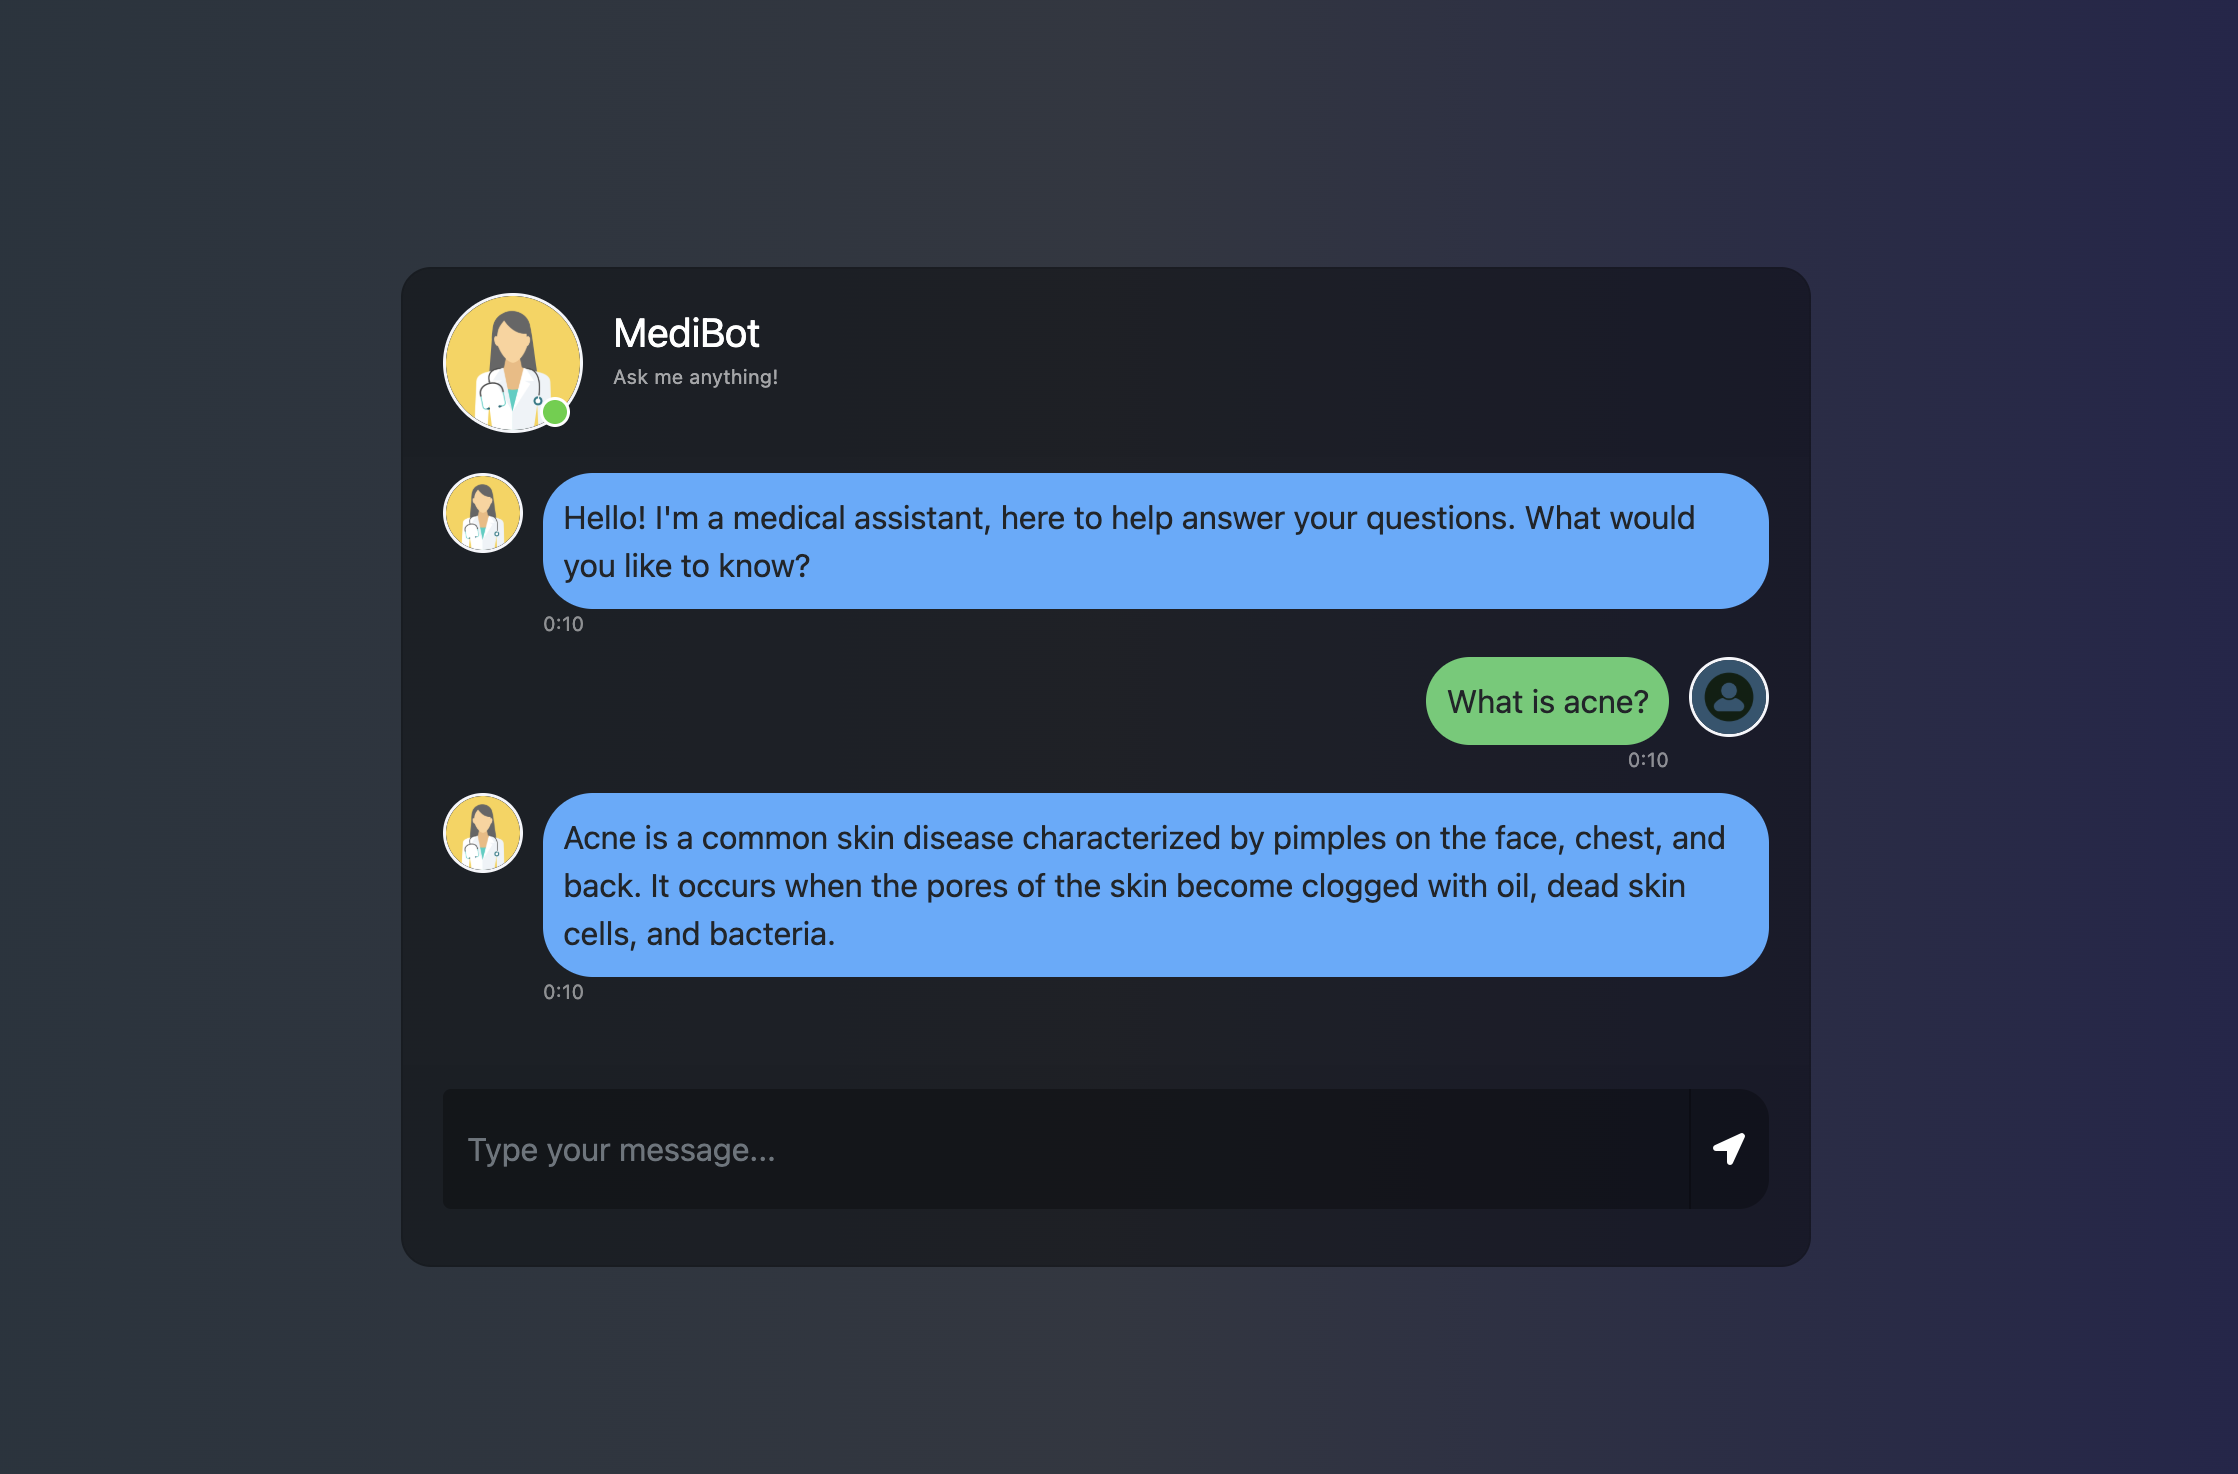 MediBot
Ask me anything!
Hello! I'm a medical assistant, here to help answer your questions. What would
you like to know?
0:10
What is acne?
0:10
Acne is a common skin disease characterized by pimples on the face, chest, and
back. It occurs when the pores of the skin become clogged with oil, dead skin
cells, and bacteria.
0:10
Type your message...